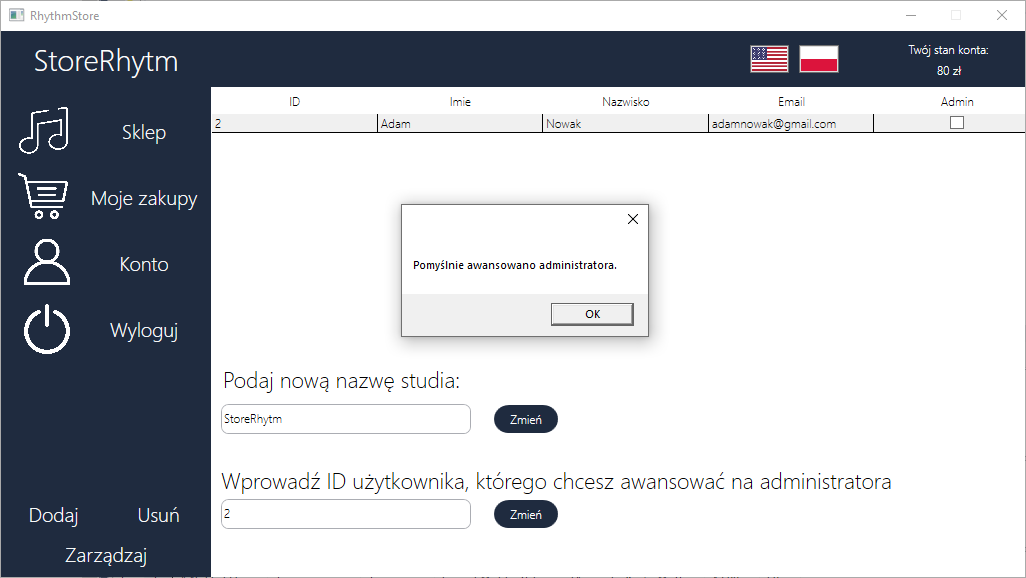 RhythmStore
StoreRhytm
Twój stan konta:
80 zł
Sklep
Moje zakupy
Konto
Wyloguj
Dodaj Usuń
Zarządzaj
ID Imie Nazwisko Email Admin
2 Adam Nowak adamnowak@gmail.com
Pomyślnie awansowano administratora.
OK
Podaj nową nazwę studia:
StoreRhytm Zmień
Wprowadź ID użytkownika, którego chcesz awansować na administratora
2 Zmień